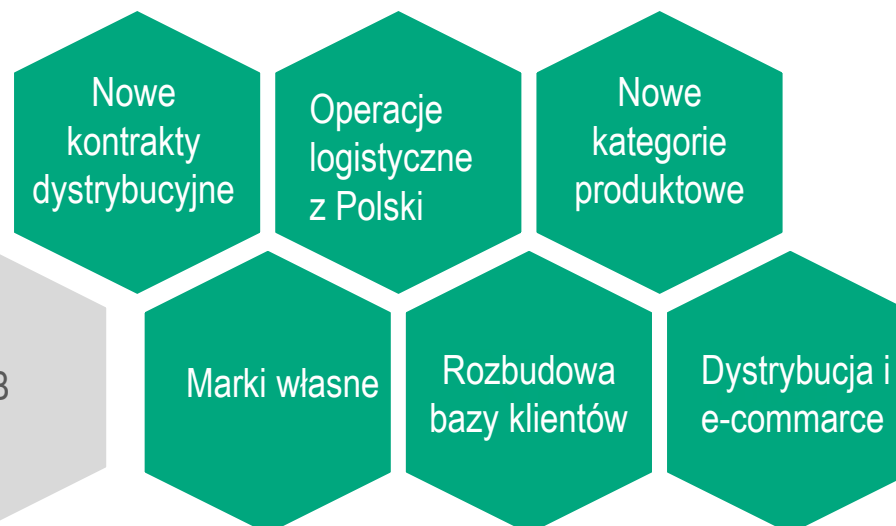 Nowe
kontrakty
dystrybucyjne
Operacje
logistyczne
z Polski
Nowe
kategorie
produktowe
Marki własne
Rozbudowa
bazy klientów
Dystrybucja i
e-commarce